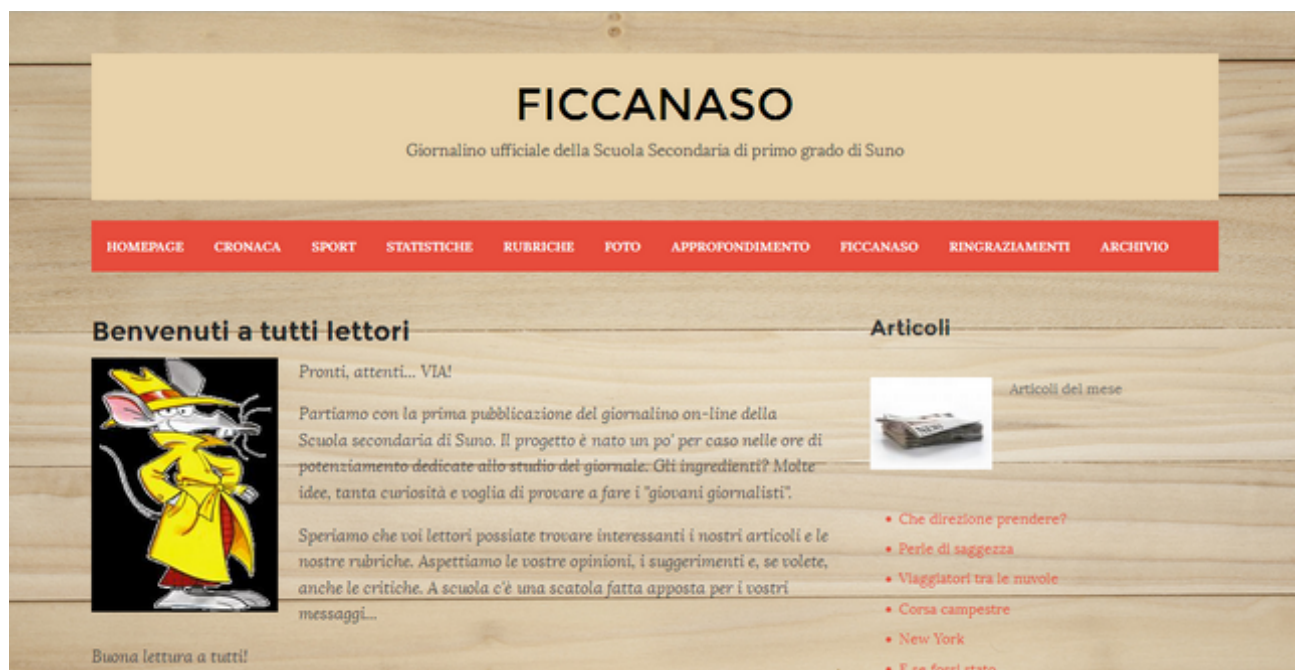 FICCANASO
Giornalino ufficiale della Scuola Secondaria di primo grado di Suno
HOMEPAGE CRONACA SPORT STATISTICHE RUBRICHE FOTO APPROFONDIMENTO FICCANASO RINGRAZIAMENTI ARCHIVIO
Benvenuti a tutti lettori
Pronti, attenti... VIA!
Partiamo con la prima pubblicazione del giornalino on-line della
Scuola secondaria di Suno. Il progetto è nato un po' per caso nelle ore di
potenziamento dedicate allo studio del giornale. Gli ingredienti? Molte
idee, tanta curiosità e voglia di provare a fare i "giovani giornalisti".
Speriamo che voi lettori possiate trovare interessanti i nostri articoli e le
nostre rubriche. Aspettiamo le vostre opinioni, i suggerimenti e, se volete,
anche le critiche. A scuola c'è una scatola fatta apposta per i vostri
messaggi...
Buona lettura a tutti!
Articoli
NEWS
Articoli del mese
• Che direzione prendere?
• Perle di saggezza
• Viaggiatori tra le nuvole
• Corsa campestre
• New York
• E se fossi stato